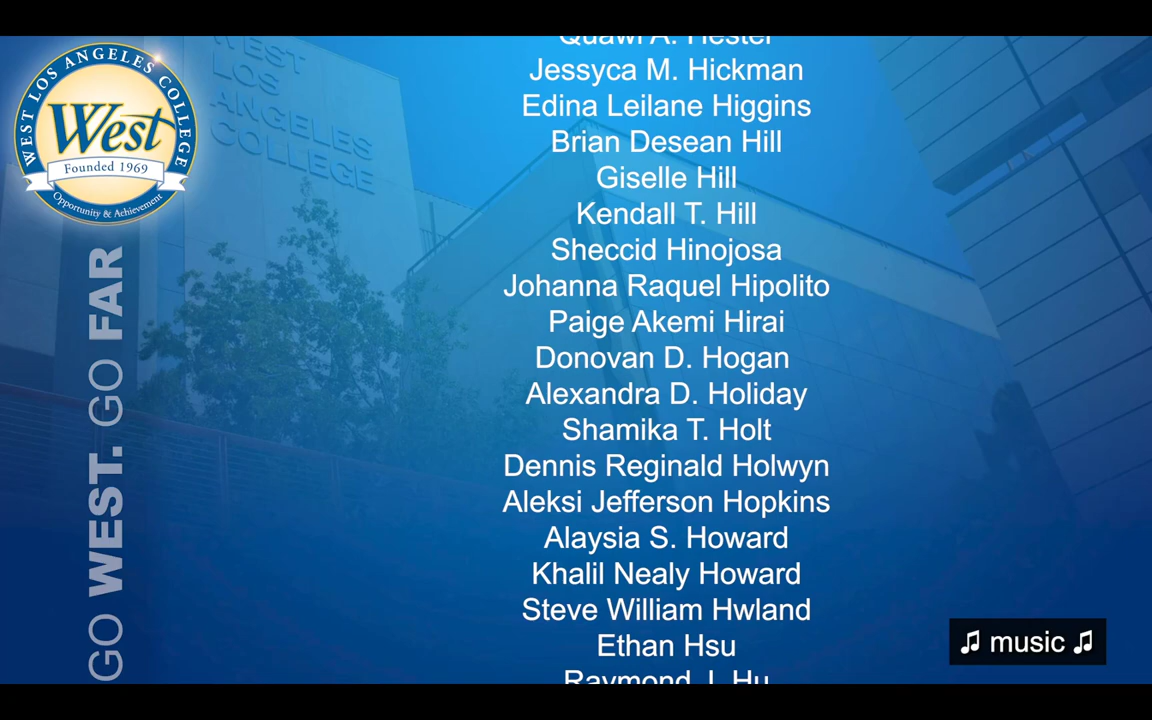 WEST LOS ANGELES COLLEGE
West
Founded 1969
Opportunity & Achievement
GO WEST. GO FAR
WEST
LOS
ANGELES
COLLEGE
Hester
Jessyca M. Hickman
Edina Leilane Higgins
Brian Desean Hill
Giselle Hill
Kendall T. Hill
Sheccid Hinojosa
Johanna Raquel Hipolito
Paige Akemi Hirai
Donovan D. Hogan
Alexandra D. Holiday
Shamika T. Holt
Dennis Reginald Holwyn
Aleksi Jefferson Hopkins
Alaysia S. Howard
Khalil Nealy Howard
Steve William Hwland
Ethan Hsu
Raymond J. Hu
♫ music ♫